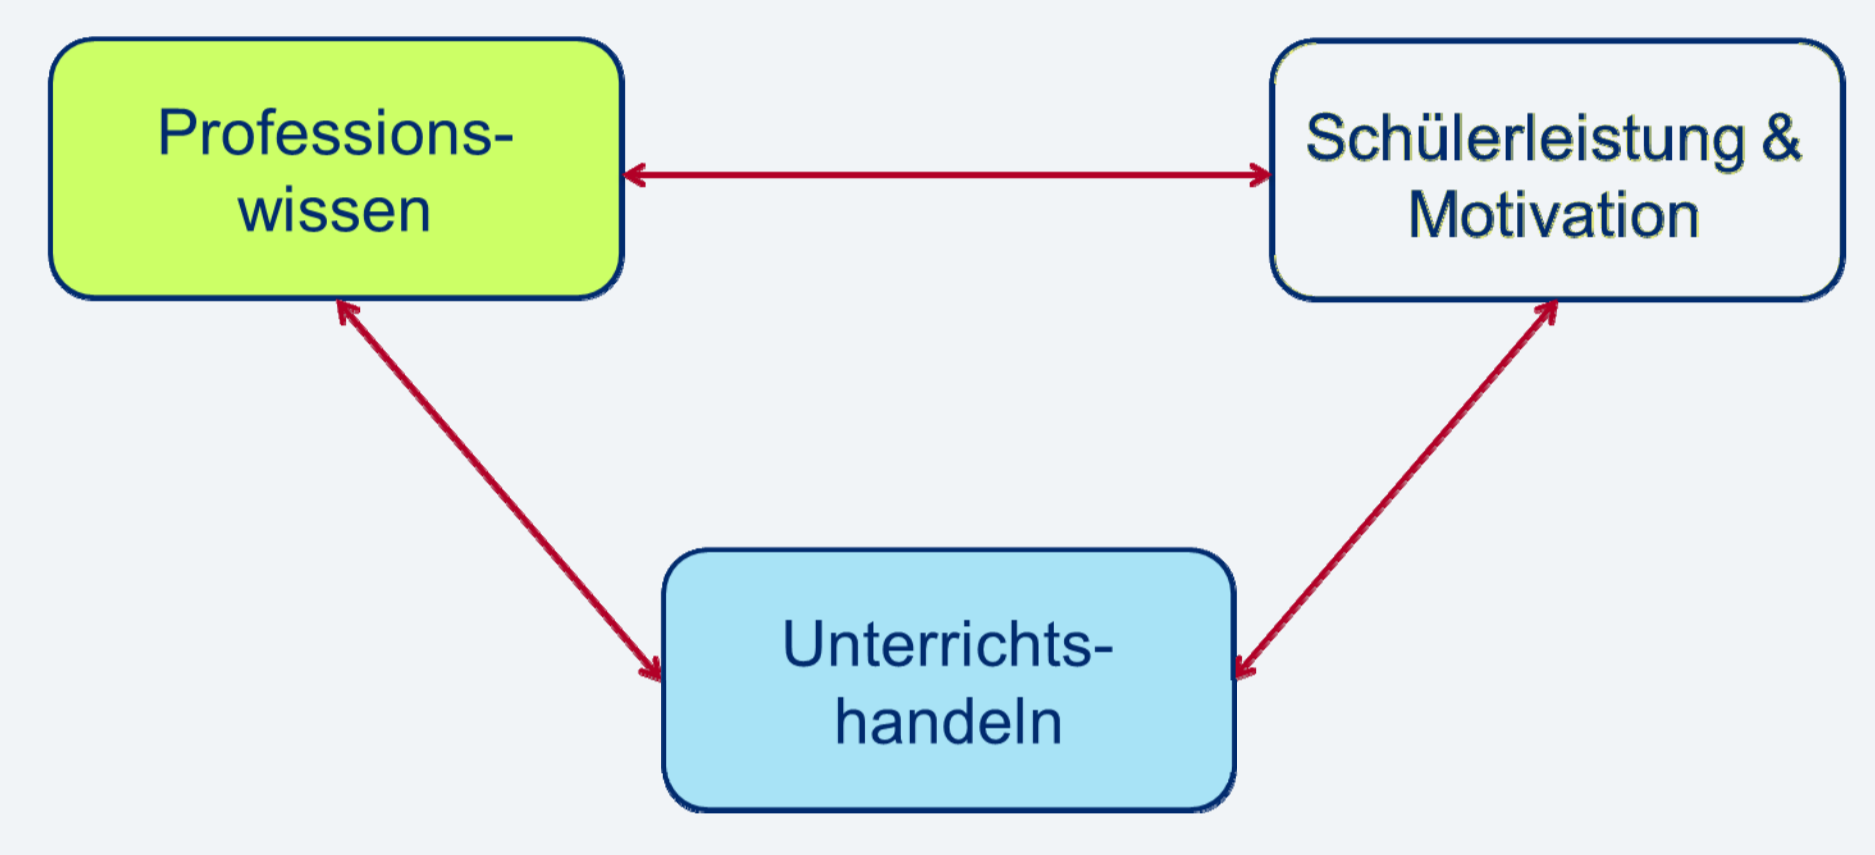 Professions-
wissen
Schülerleistung &
Motivation
Unterrichts-
handeln